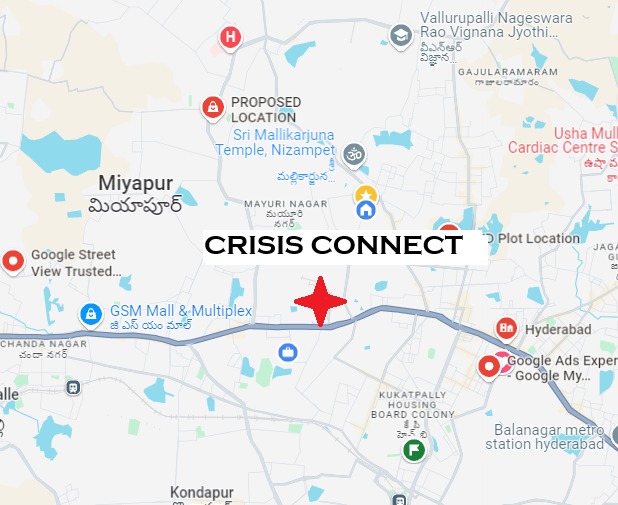 Vallurupalli Nageswara
Rao Vignana Jyothi...
వీఎన్ఆర్
విజ్ఞాన...
GAJULARAMARAM
గాజులరామారం
PROPOSED
LOCATION
Usha Mull
Cardiac Centre S
ఉషా ము
కా
Sri Mallikarjuna
Temple, Nizampet
శ్రీ
మల్లికార్జున...
Miyapur
మియాపూర్
MAYURI NAGAR
మయూరి
నగర్
D Plot Location
CRISIS CONNECT
JAGA
Google Street
View Trusted...
GSM Mall & Multiplex
జి ఎస్ యం మాల్
Hyderabad
CHANDA NAGAR
చందా నగర్
Google Ads Exper
- Google My...
alle
KUKATPALLY
HOUSING
BOARD COLONY
కే పి
హెచ్ బి
Balanagar metro
station hyderabad
Kondapur